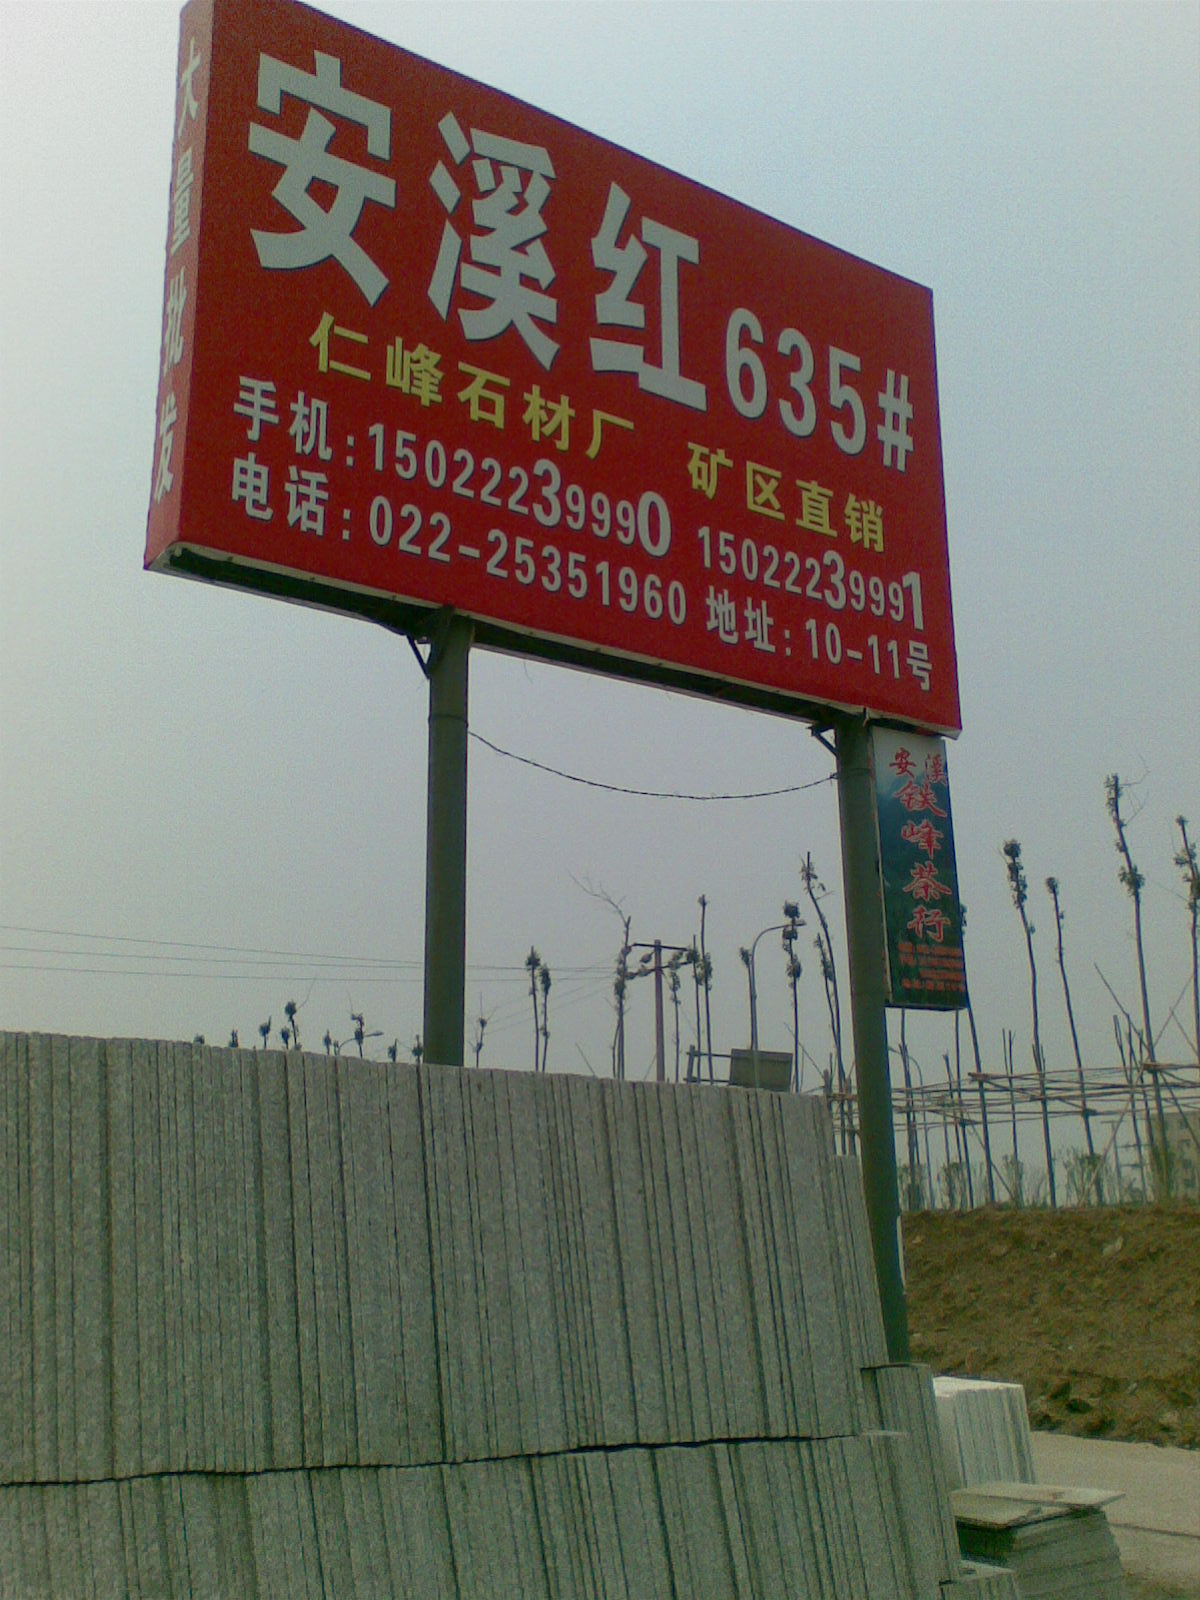 大量批发
安溪红635#
仁峰石材厂 矿区直销
手机:15022239990 15022239991
电话:022-25351960 地址:10-11号
安溪
铁峰茶行